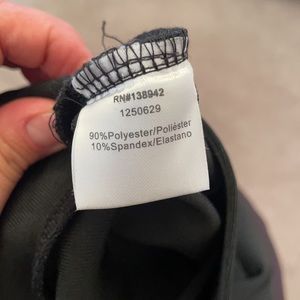 RN#138942
1250629
90%Polyester/Poliéster
10%Spandex/Elastano